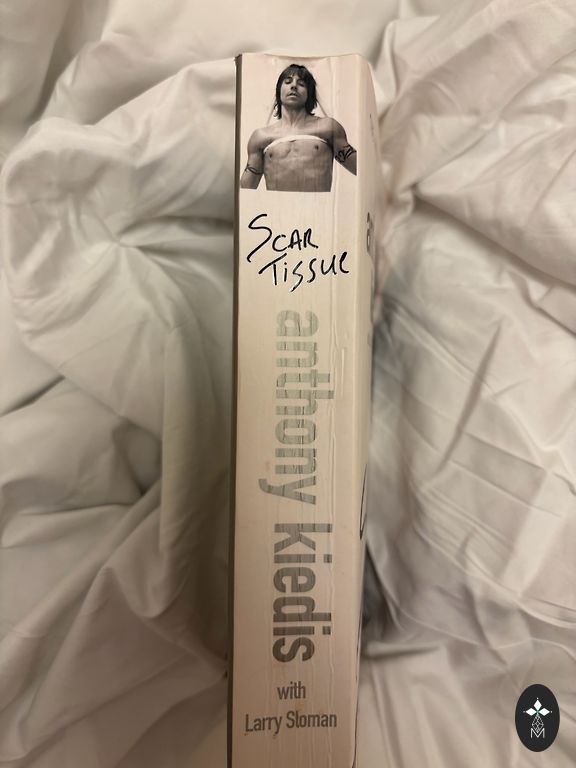 SCAR
TISSUE
anthony kiedis
with
Larry Sloman
M